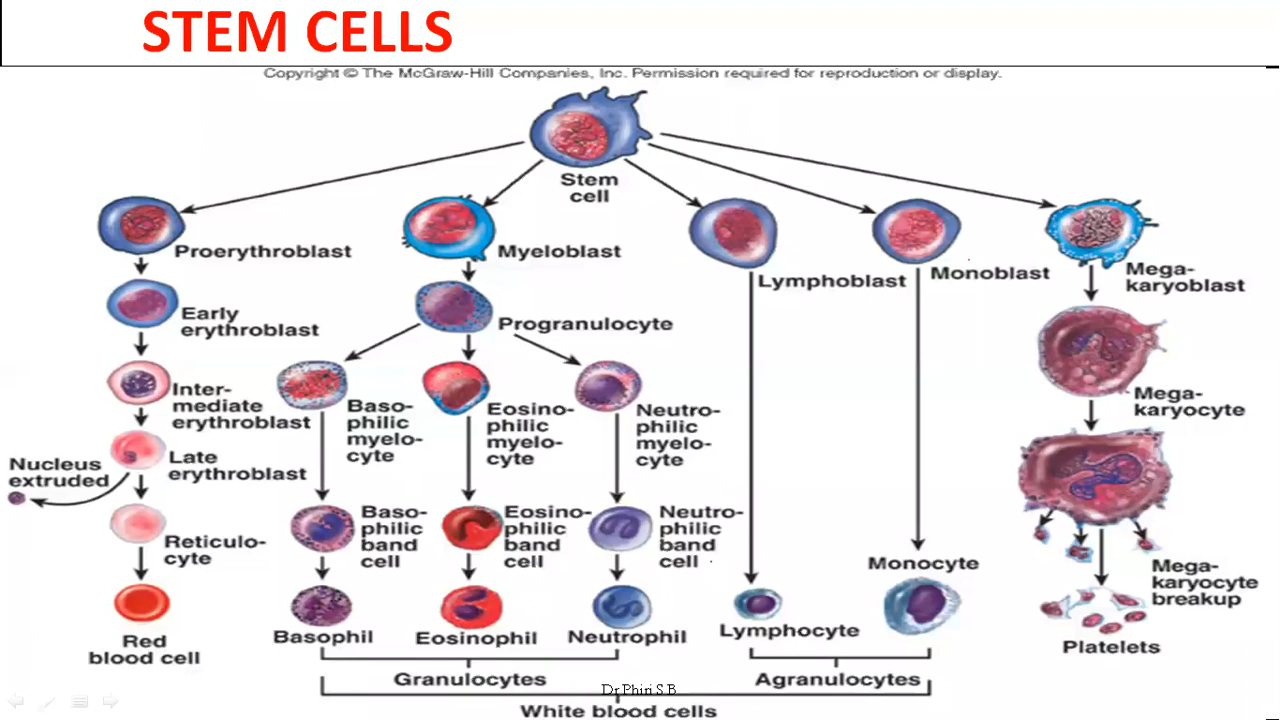 STEM CELLS
Copyright © The McGraw-Hill Companies, Inc. Permission required for reproduction or display.
Stem
cell
Proerythroblast
Myeloblast
Lymphoblast
Monoblast
Mega-
karyoblast
Early
erythroblast
Progranulocyte
Inter-
mediate
erythroblast
Baso-
philic
myelo-
cyte
Eosino-
philic
myelo-
cyte
Neutro-
philic
myelo-
cyte
Mega-
karyocyte
Nucleus
extruded
Late
erythroblast
Reticulo-
cyte
Baso-
philic
band
cell
Eosino-
philic
band
cell
Neutro-
philic
band
cell
Monocyte
Mega-
karyocyte
breakup
Red
blood cell
Basophil
Eosinophil
Neutrophil
Lymphocyte
Platelets
Granulocytes
Agranulocytes
Dr Phiri S.B
White blood cells